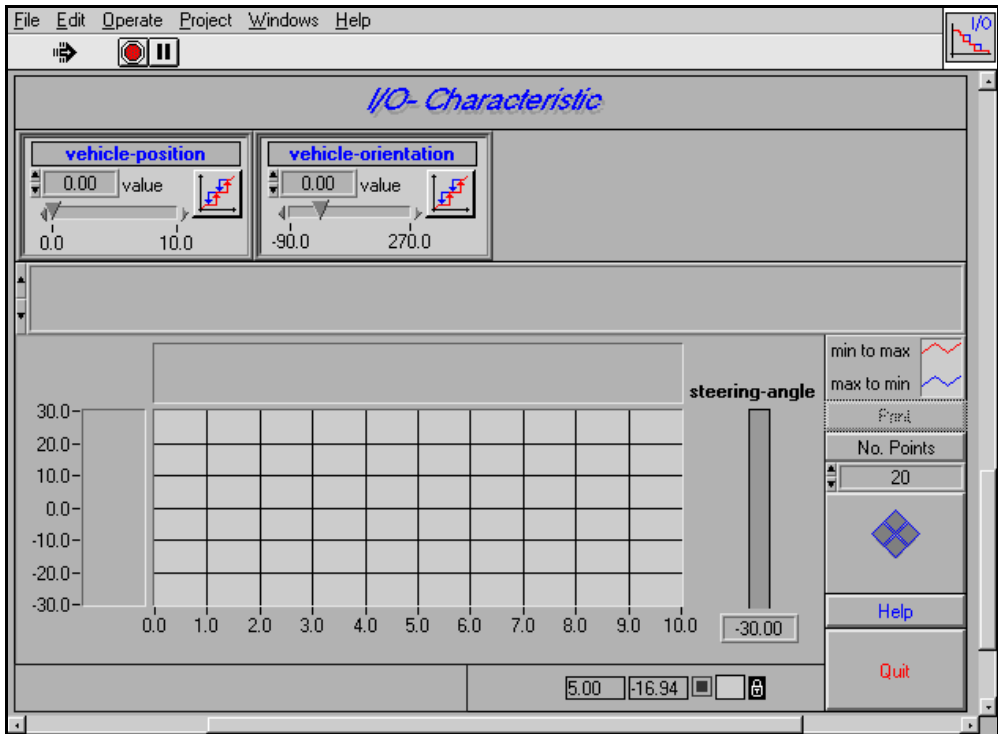 File Edit Operate Project Windows Help
I/O
I/O- Characteristic
vehicle-position
0.00 value
0.0 10.0
vehicle-orientation
0.00 value
-90.0 270.0
min to max
max to min
Print
No. Points
20
Help
Quit
steering-angle
-30.00
30.0
20.0
10.0
0.0
-10.0
-20.0
-30.0
0.0 1.0 2.0 3.0 4.0 5.0 6.0 7.0 8.0 9.0 10.0
5.00 -16.94